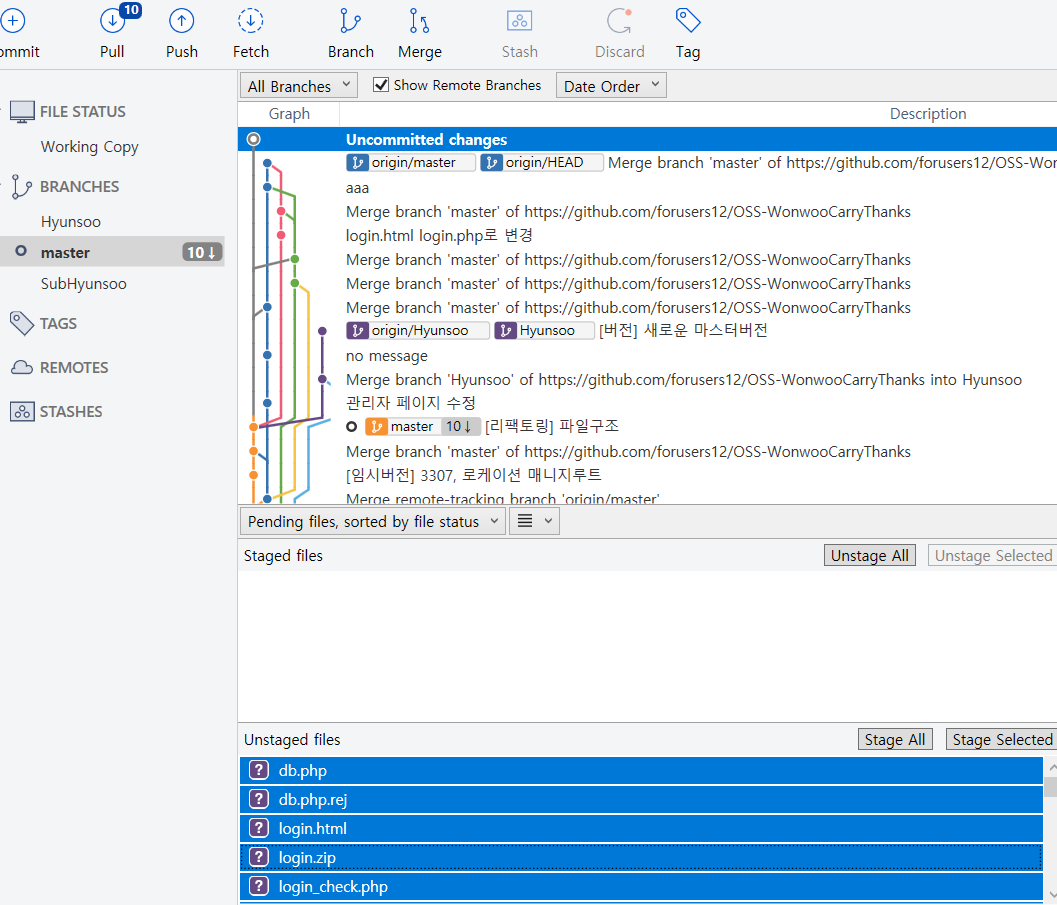 10
ommit Pull Push Fetch Branch Merge Stash Discard Tag
All Branches Show Remote Branches Date Order
FILE STATUS
Working Copy
BRANCHES
Hyunsoo
master 10↓
SubHyunsoo
TAGS
REMOTES
STASHES
Graph Description
Uncommitted changes
origin/master origin/HEAD Merge branch 'master' of https://github.com/forusers12/OSS-Wor
aaa
Merge branch 'master' of https://github.com/forusers12/OSS-WonwooCarryThanks
login.html login.php로 변경
Merge branch 'master' of https://github.com/forusers12/OSS-WonwooCarryThanks
Merge branch 'master' of https://github.com/forusers12/OSS-WonwooCarryThanks
Merge branch 'master' of https://github.com/forusers12/OSS-WonwooCarryThanks
origin/Hyunsoo Hyunsoo [버전] 새로운 마스터버전
no message
Merge branch 'Hyunsoo' of https://github.com/forusers12/OSS-WonwooCarryThanks into Hyunsoo
관리자 페이지 수정
master 10↓ [리팩토링] 파일구조
Merge branch 'master' of https://github.com/forusers12/OSS-WonwooCarryThanks
[임시버전] 3307, 로케이션 매니지루트
Merge remote-tracking branch 'origin/master'
Pending files, sorted by file status
Staged files Unstage All Unstage Selected
Unstaged files Stage All Stage Selected
? db.php
? db.php.rej
? login.html
? login.zip
? login_check.php